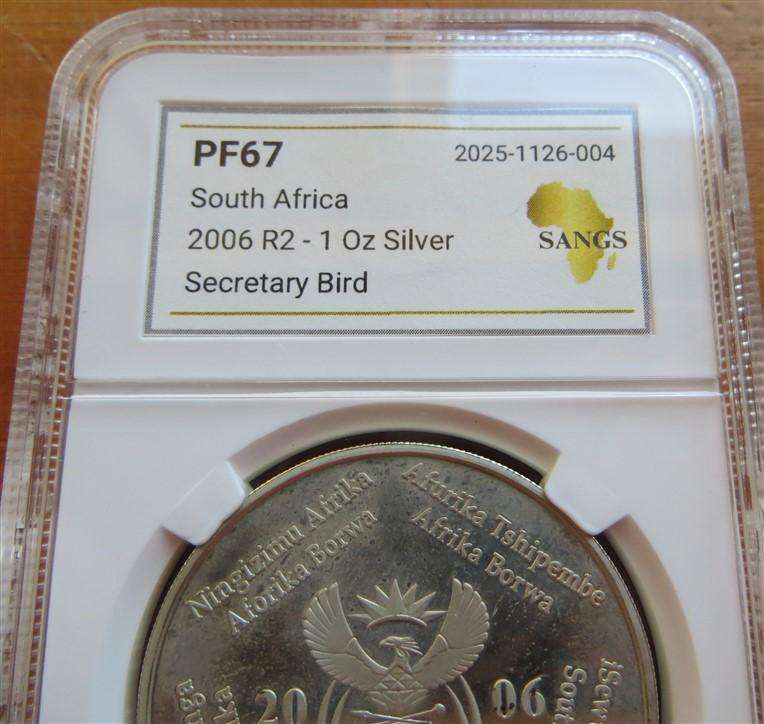 PF67
2025-1126-004
South Africa
2006 R2 - 1 Oz Silver
SANGS
Secretary Bird
Ningizimu Afrika
Aforika Borwa
Afurika Tshipembe
Afrika Borwa
20 06